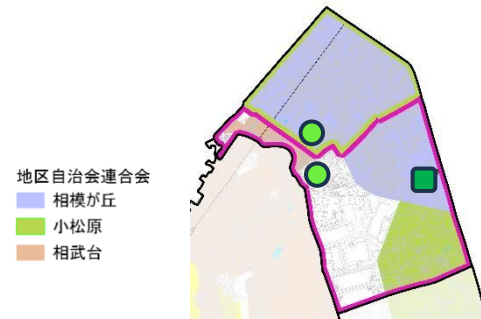 地区自治会連合会
相模が丘
小松原
相武台